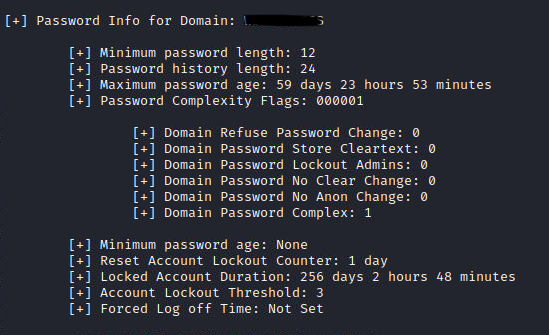 [+] Password Info for Domain:
[+] Minimum password length: 12
[+] Password history length: 24
[+] Maximum password age: 59 days 23 hours 53 minutes
[+] Password Complexity Flags: 000001
[+] Domain Refuse Password Change: 0
[+] Domain Password Store Cleartext: 0
[+] Domain Password Lockout Admins: 0
[+] Domain Password No Clear Change: 0
[+] Domain Password No Anon Change: 0
[+] Domain Password Complex: 1
[+] Minimum password age: None
[+] Reset Account Lockout Counter: 1 day
[+] Locked Account Duration: 256 days 2 hours 48 minutes
[+] Account Lockout Threshold: 3
[+] Forced Log off Time: Not Set